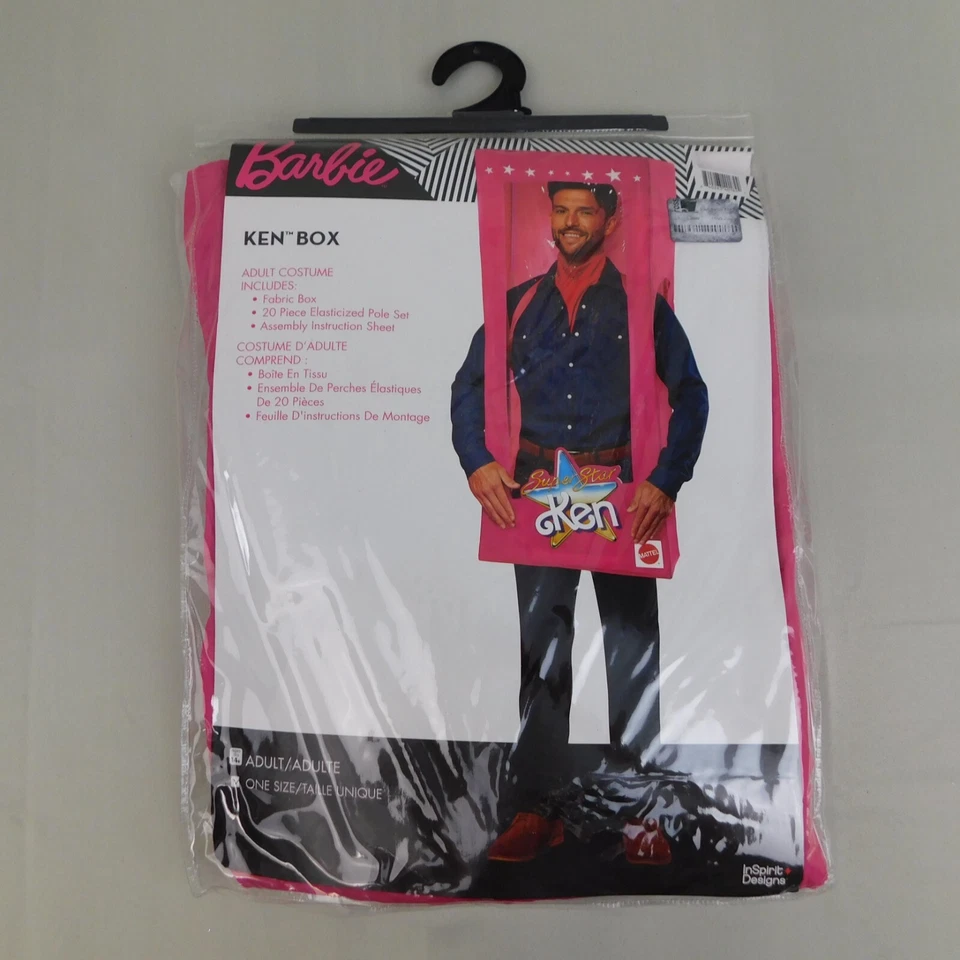 Barbie
KEN™ BOX
ADULT COSTUME
INCLUDES:
• Fabric Box
• 20 Piece Elasticized Pole Set
• Assembly Instruction Sheet
COSTUME D'ADULTE
COMPREND :
• Boîte En Tissu
• Ensemble De Perches Élastiques
De 20 Pièces
• Feuille D'instructions De Montage
SuperStar
Ken
MATTEL
ADULT/ADULTE
ONE SIZE/TAILLE UNIQUE
InSpirit
Designs